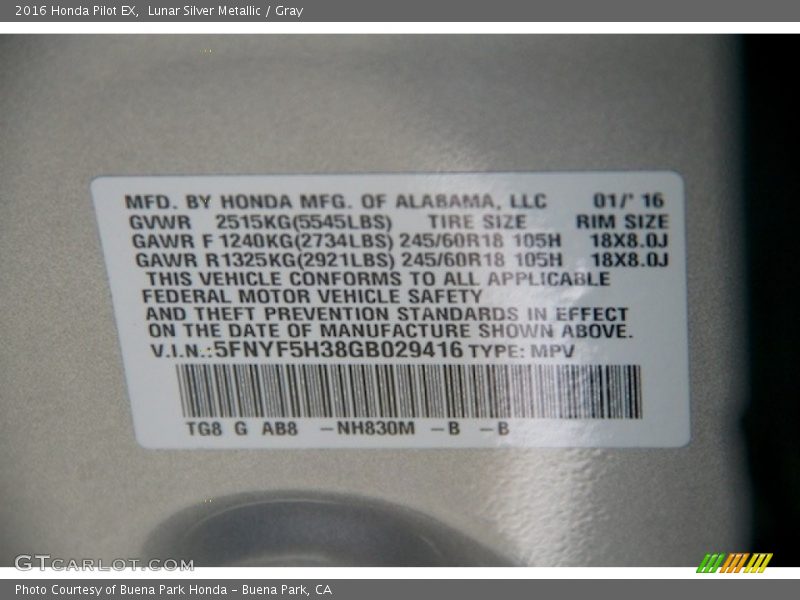 2016 Honda Pilot EX,  Lunar Silver Metallic / Gray
MFD. BY HONDA MFG. OF ALABAMA, LLC 01/' 16
GVWR 2515KG(5545LBS) TIRE SIZE RIM SIZE
GAWR F 1240KG(2734LBS) 245/60R18 105H 18X8.0J
GAWR R 1325KG(2921LBS) 245/60R18 105H 18X8.0J
THIS VEHICLE CONFORMS TO ALL APPLICABLE
FEDERAL MOTOR VEHICLE SAFETY
AND THEFT PREVENTION STANDARDS IN EFFECT
ON THE DATE OF MANUFACTURE SHOWN ABOVE.
V.I.N.:5FNYF5H38GB029416 TYPE: MPV
TG8 G AB8 -NH830M -B -B
GTCARLOT.COM
Photo Courtesy of Buena Park Honda - Buena Park, CA